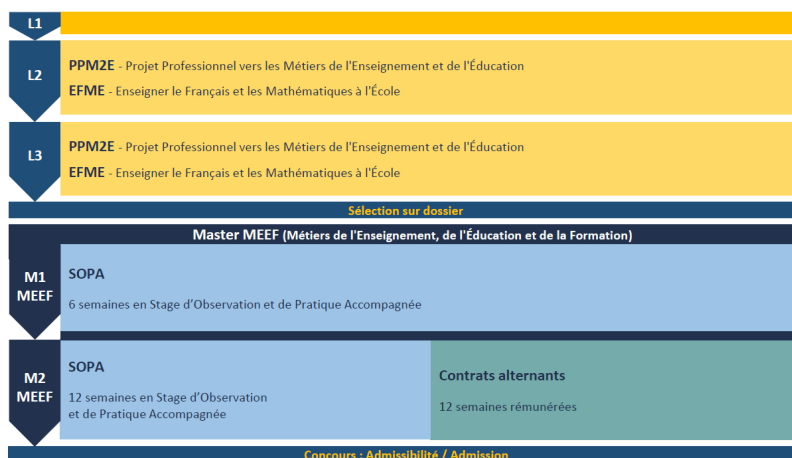 L1
L2
PPM2E - Projet Professionnel vers les Métiers de l'Enseignement et de l'Éducation
EFME - Enseigner le Français et les Mathématiques à l'École
L3
PPM2E - Projet Professionnel vers les Métiers de l'Enseignement et de l'Éducation
EFME - Enseigner le Français et les Mathématiques à l'École
Sélection sur dossier
Master MEEF (Métiers de l'Enseignement, de l'Éducation et de la Formation)
M1
MEEF
SOPA
6 semaines en Stage d’Observation et de Pratique Accompagnée
M2
MEEF
SOPA
12 semaines en Stage d’Observation
et de Pratique Accompagnée
Contrats alternants
12 semaines rémunérées
Concours : Admissibilité / Admission